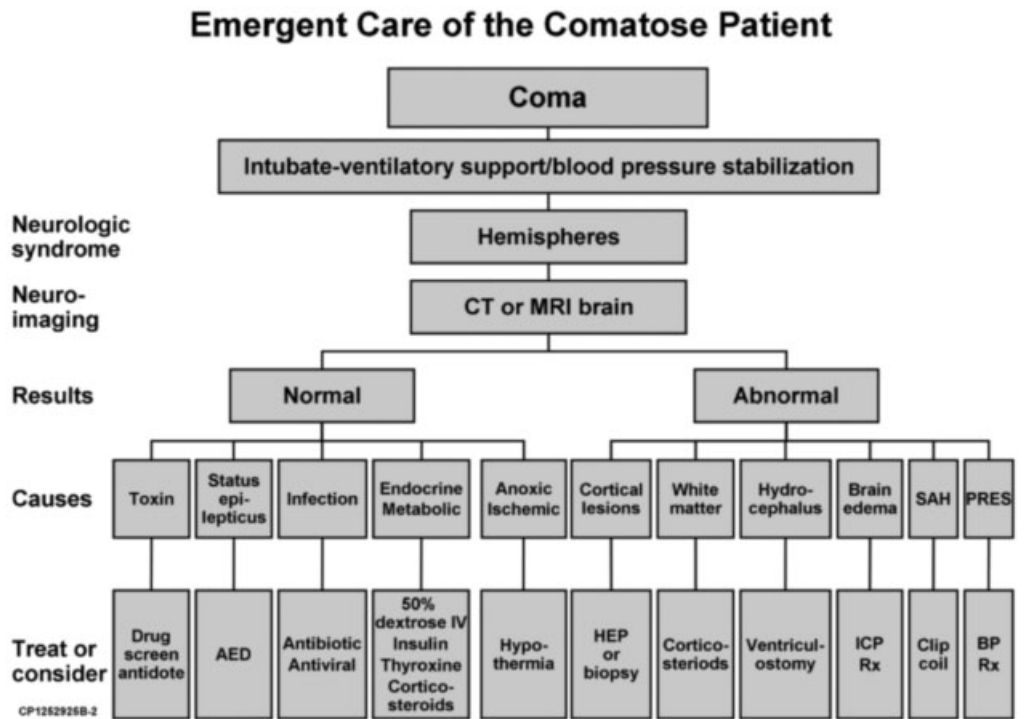 Emergent Care of the Comatose Patient
Coma
Intubate-ventilatory support/blood pressure stabilization
Neurologic
syndrome
Hemispheres
Neuro-
imaging
CT or MRI brain
Results
Normal
Abnormal
Causes
Toxin
Status
epi-
lepticus
Infection
Endocrine
Metabolic
Anoxic
Ischemic
Cortical
lesions
White
matter
Hydro-
cephalus
Brain
edema
SAH
PRES
Treat or
consider
Drug
screen
antidote
AED
Antibiotic
Antiviral
50%
dextrose IV
Insulin
Thyroxine
Cortico-
steroids
Hypo-
thermia
HEP
or
biopsy
Cortico-
steriods
Ventricul-
ostomy
ICP
Rx
Clip
coil
BP
Rx
CP1252925B-2